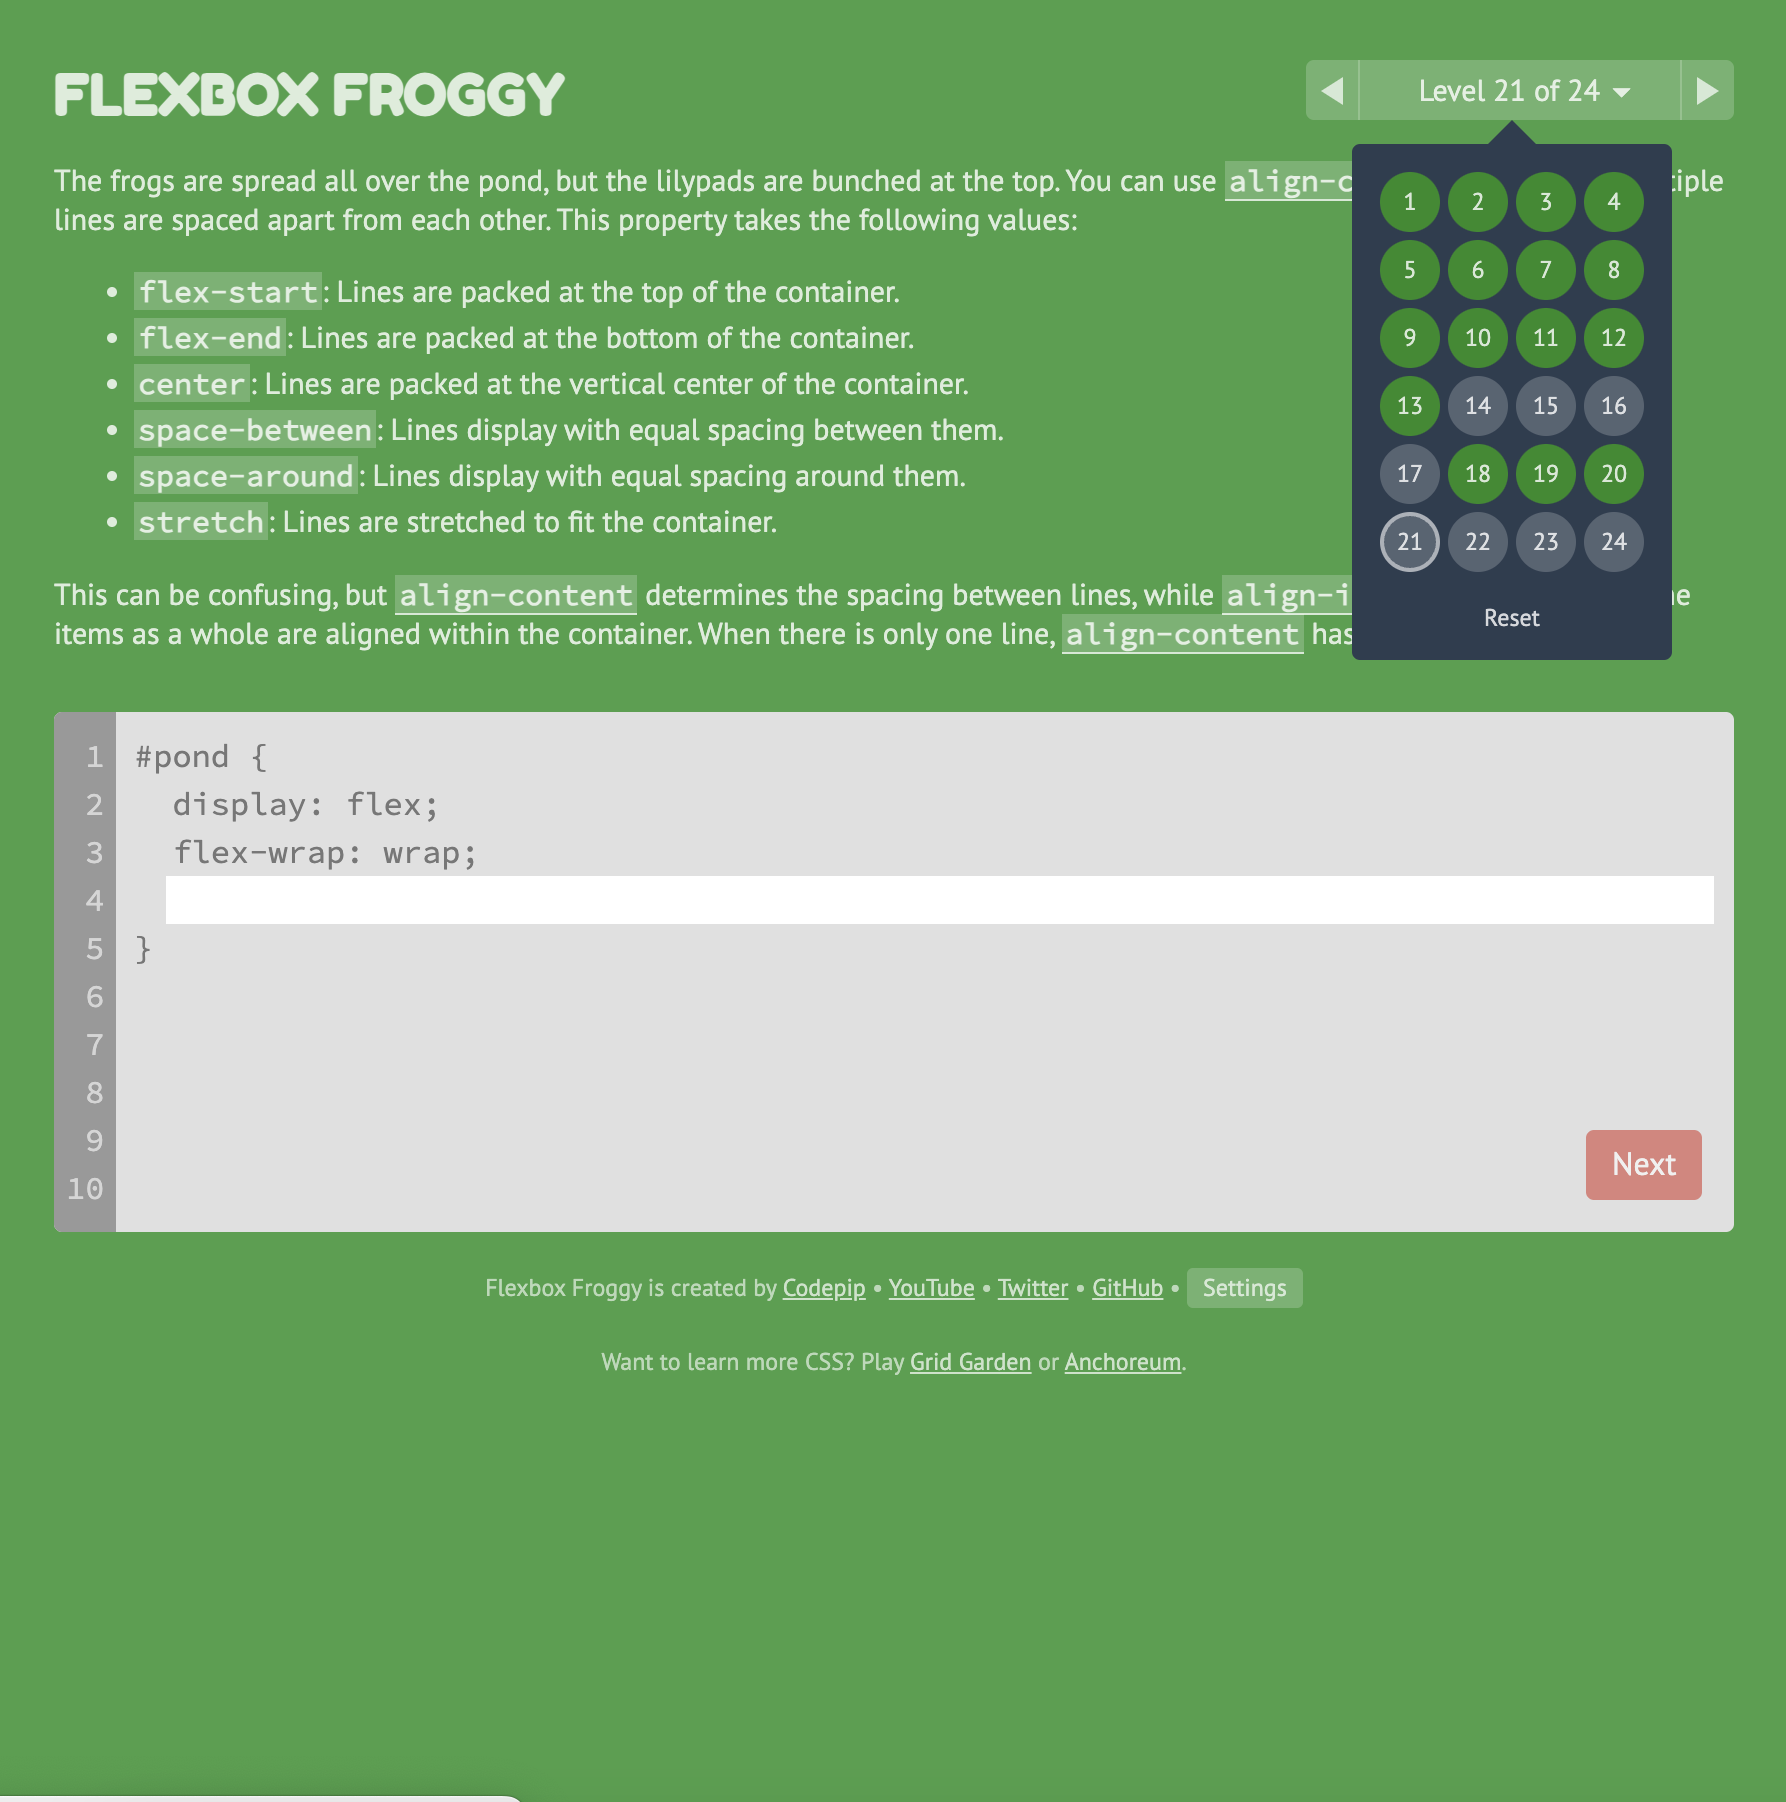 FLEXBOX FROGGY
Level 21 of 24
The frogs are spread all over the pond, but the lilypads are bunched at the top. You can use align-c
lines are spaced apart from each other. This property takes the following values:
• flex-start: Lines are packed at the top of the container.
• flex-end: Lines are packed at the bottom of the container.
• center: Lines are packed at the vertical center of the container.
• space-between: Lines display with equal spacing between them.
• space-around: Lines display with equal spacing around them.
• stretch: Lines are stretched to fit the container.
This can be confusing, but align-content determines the spacing between lines, while align-i
items as a whole are aligned within the container. When there is only one line, align-content has
1 2 3 4
5 6 7 8
9 10 11 12
13 14 15 16
17 18 19 20
21 22 23 24
Reset
1 #pond {
2 display: flex;
3 flex-wrap: wrap;
4
5 }
6
7
8
9
10
Next
Flexbox Froggy is created by Codepip • YouTube • Twitter • GitHub • Settings
Want to learn more CSS? Play Grid Garden or Anchoreum.